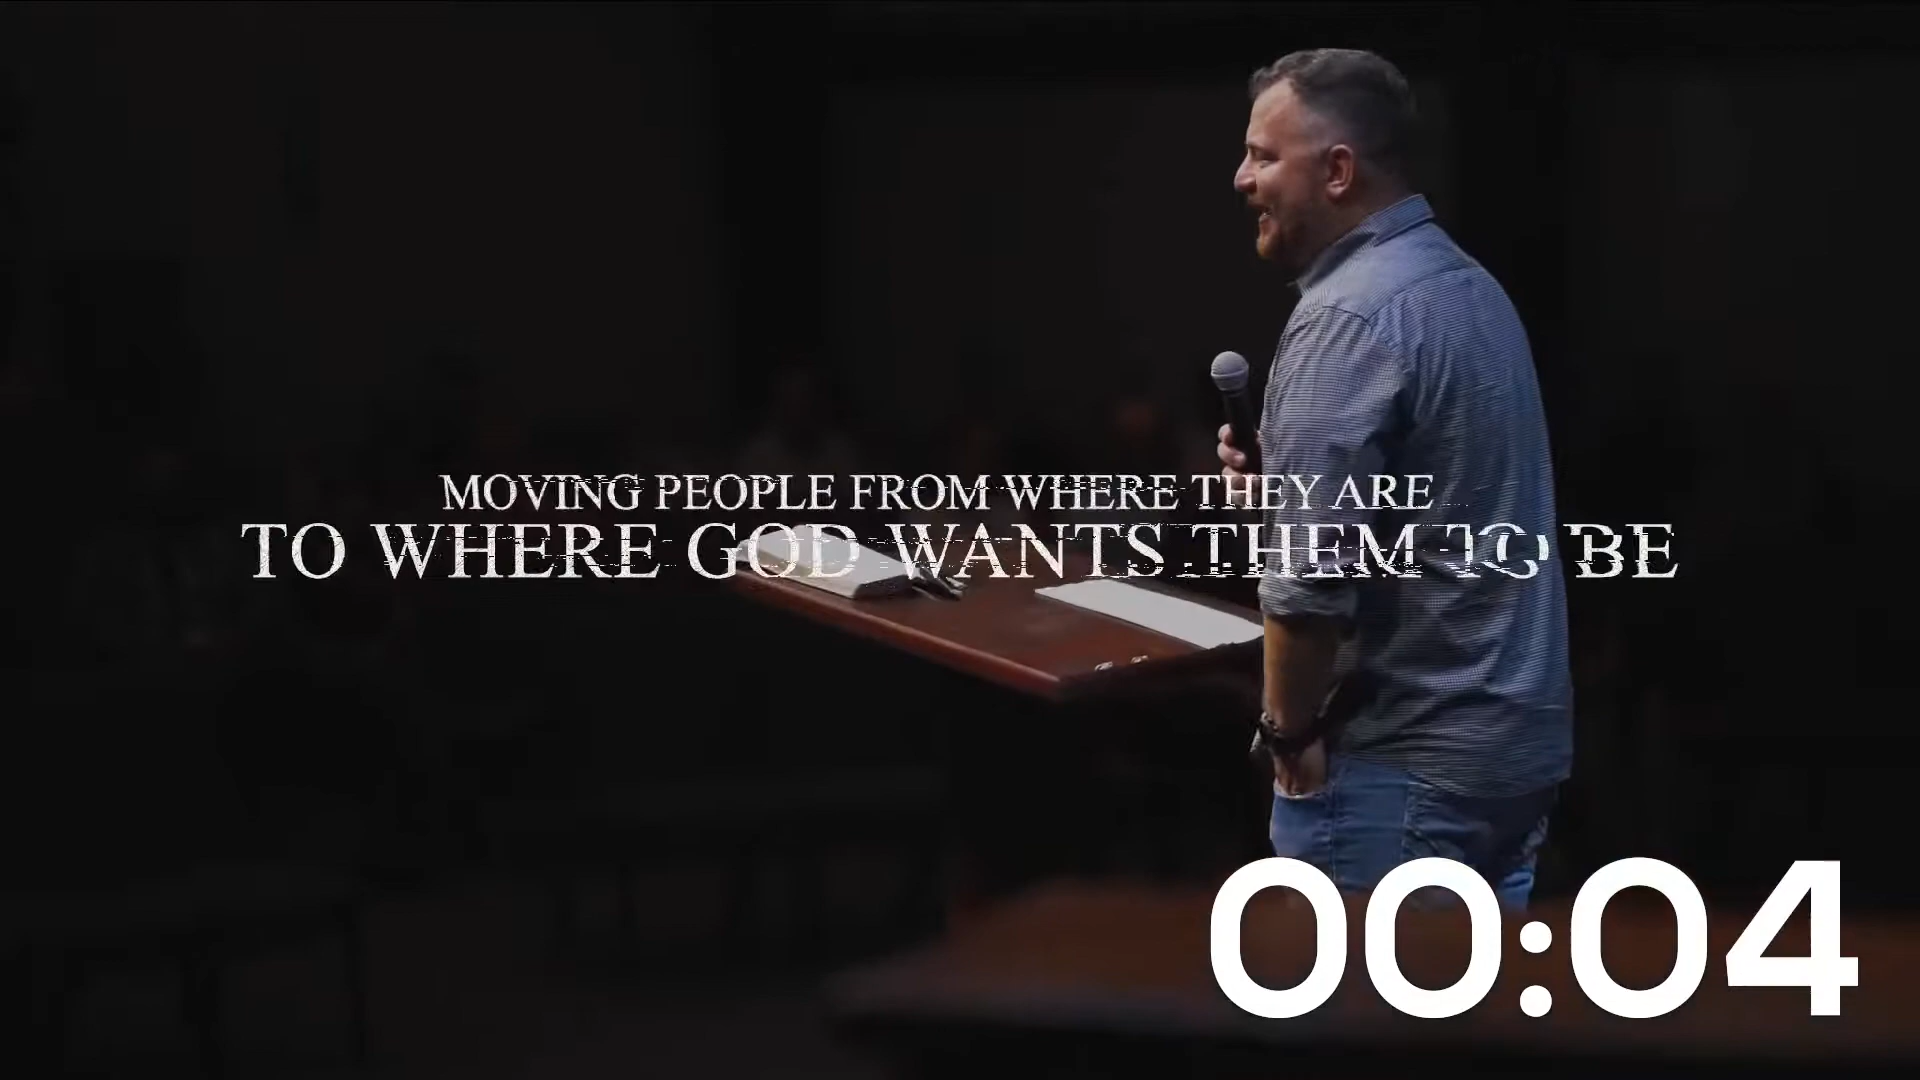 MOVING PEOPLE FROM WHERE THEY ARE
TO WHERE GOD WANTS THEM TO BE
00:04